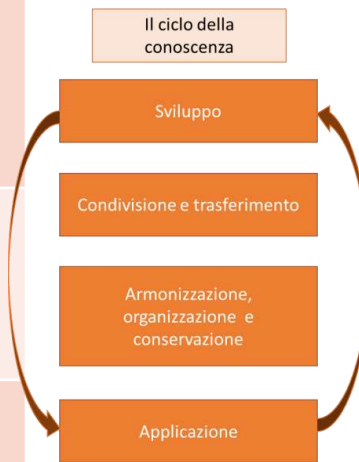 Il ciclo della
conoscenza
Sviluppo
Condivisione e trasferimento
Armonizzazione,
organizzazione e
conservazione
Applicazione